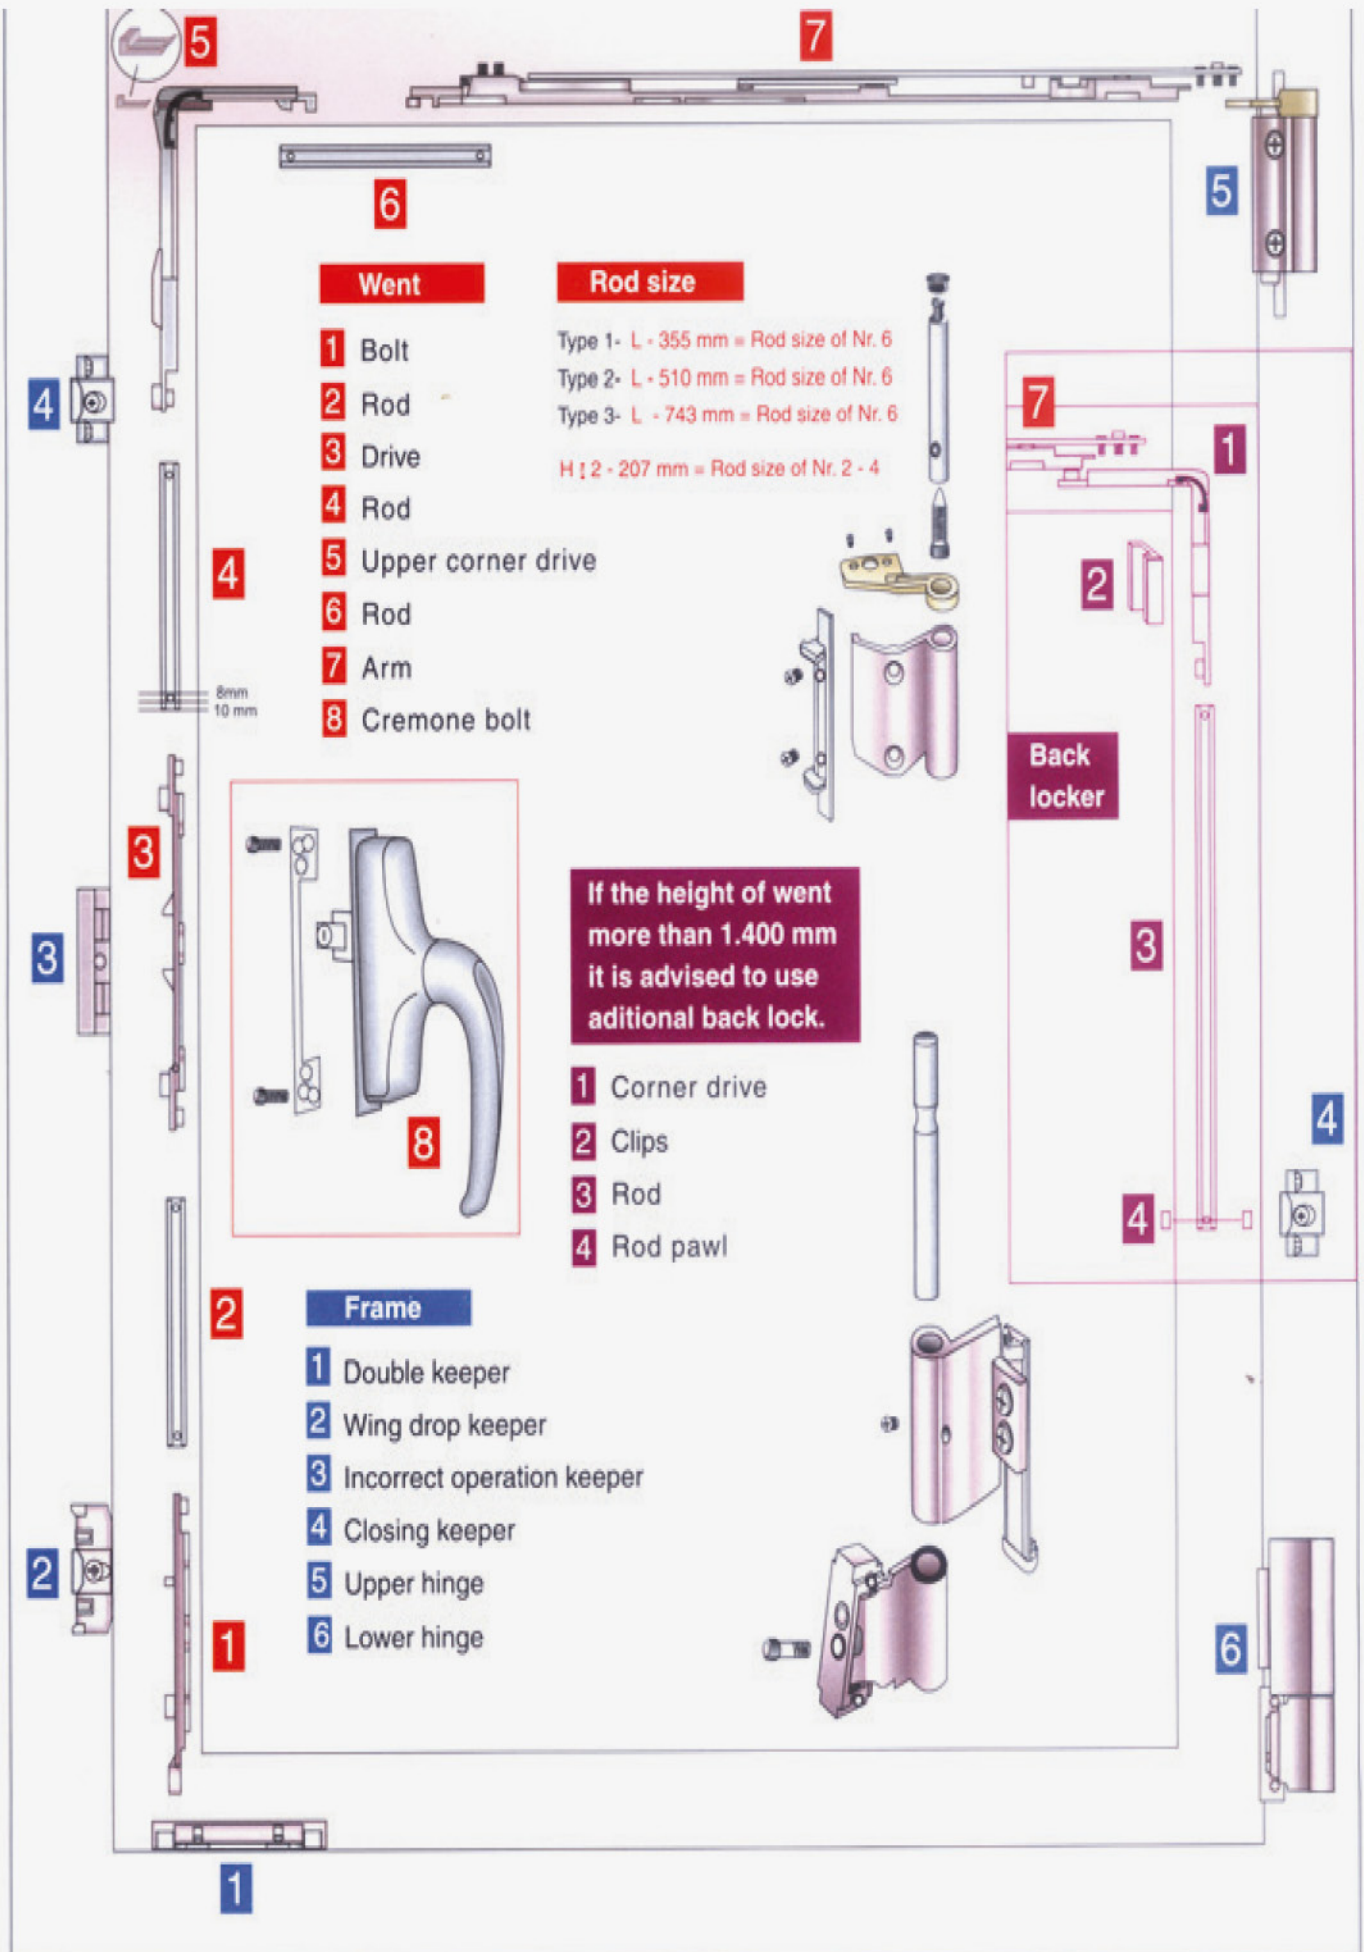 5
7
6
5
Went
1 Bolt
2 Rod
3 Drive
4 Rod
5 Upper corner drive
6 Rod
7 Arm
8 Cremone bolt
Rod size
Type 1- L - 355 mm = Rod size of Nr. 6
Type 2- L - 510 mm = Rod size of Nr. 6
Type 3- L - 743 mm = Rod size of Nr. 6
H : 2 - 207 mm = Rod size of Nr. 2 - 4
4
7
1
4
2
8mm
10 mm
Back
locker
3
3
3
8
If the height of went
more than 1.400 mm
it is advised to use
aditional back lock.
1 Corner drive
2 Clips
3 Rod
4 Rod pawl
4
4
2
Frame
1 Double keeper
2 Wing drop keeper
3 Incorrect operation keeper
4 Closing keeper
5 Upper hinge
6 Lower hinge
2
1
6
1